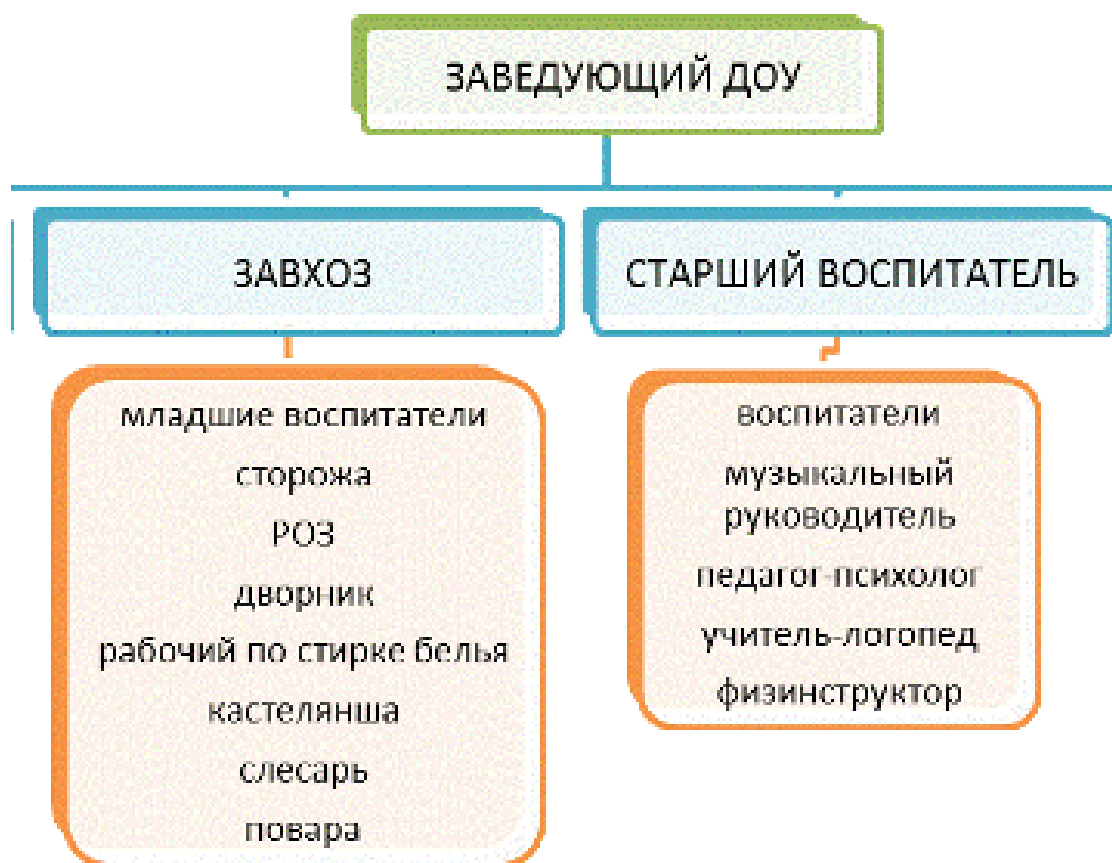 ЗАВЕДУЮЩИЙ ДОУ
ЗАВХОЗ
младшие воспитатели
сторожа
РОЗ
дворник
рабочий по стирке белья
кастелянша
слесарь
повара
СТАРШИЙ ВОСПИТАТЕЛЬ
воспитатели
музыкальный
руководитель
педагог-психолог
учитель-логопед
физинструктор